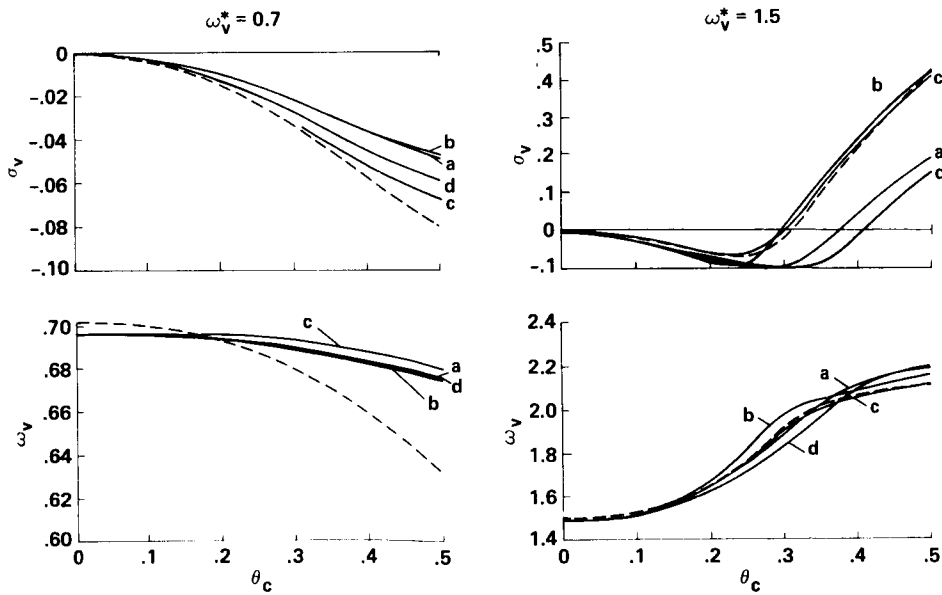 ω*v = 0.7
ω*v = 1.5
0
-.02
-.04
-.06
-.08
-.10
σv
b
a
d
c
.5
.4
.3
.2
.1
0
-.1
σv
b
c
a
d
.70
.68
.66
.64
.62
.60
ωv
c
a
d
b
0 .1 .2 .3 .4 .5
θc
2.4
2.2
2.0
1.8
1.6
1.4
ωv
a
b
c
d
0 .1 .2 .3 .4 .5
θc